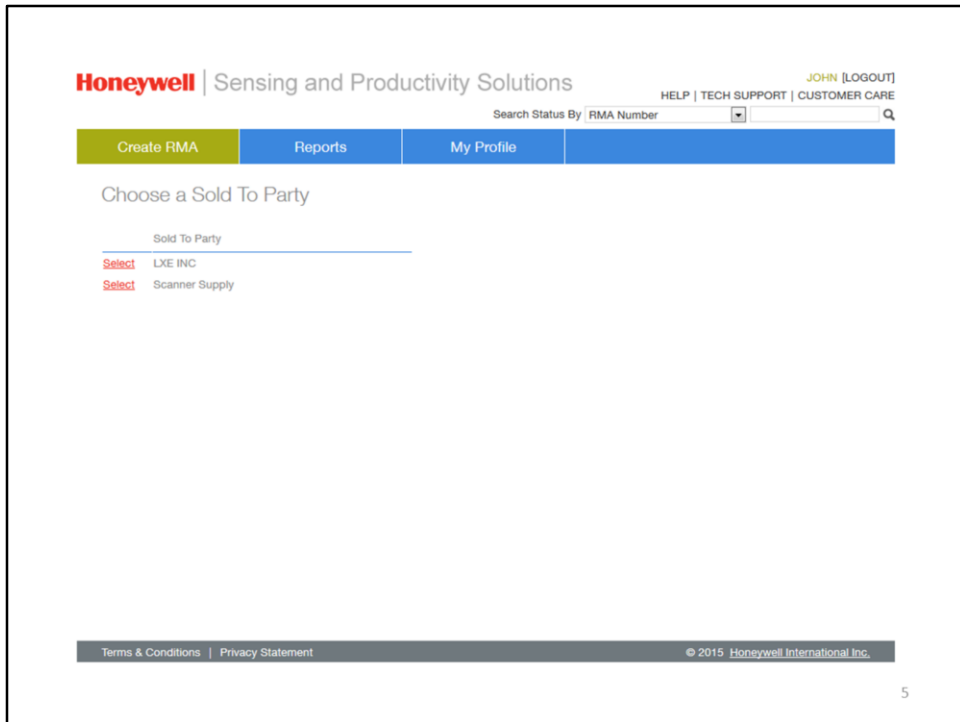 Honeywell | Sensing and Productivity Solutions
JOHN [LOGOUT]
HELP | TECH SUPPORT | CUSTOMER CARE
Search Status By RMA Number
Create RMA Reports My Profile
Choose a Sold To Party
Sold To Party
Select LXE INC
Select Scanner Supply
Terms & Conditions | Privacy Statement © 2015 Honeywell International Inc.
5